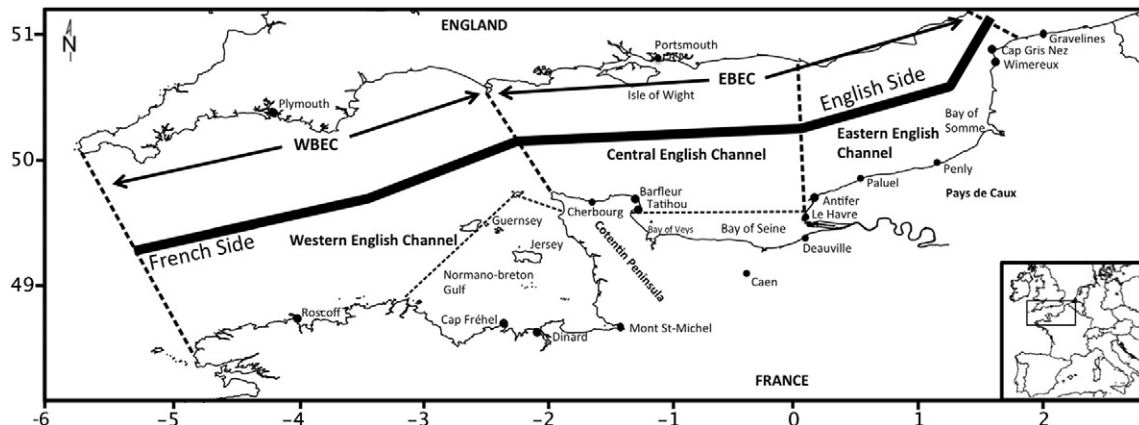 51
N
ENGLAND
Portsmouth
Gravelines
Cap Gris Nez
Wimereux
EBEC
Isle of Wight
English Side
Plymouth
Bay of
Somme
WBEC
Eastern English
Channel
50
Central English Channel
Penly
Paluel
Pays de Caux
Barfleur
Tatihou
Cherbourg
Antifer
Le Havre
Guernsey
Bay of Veys
Bay of Seine
French Side
Western English Channel
Jersey
Cotentin Peninsula
Deauville
Normano-breton
Gulf
Caen
49
Roscoff
Cap Fréhel
Dinard
Mont St-Michel
FRANCE
-6
-5
-4
-3
-2
-1
0
1
2